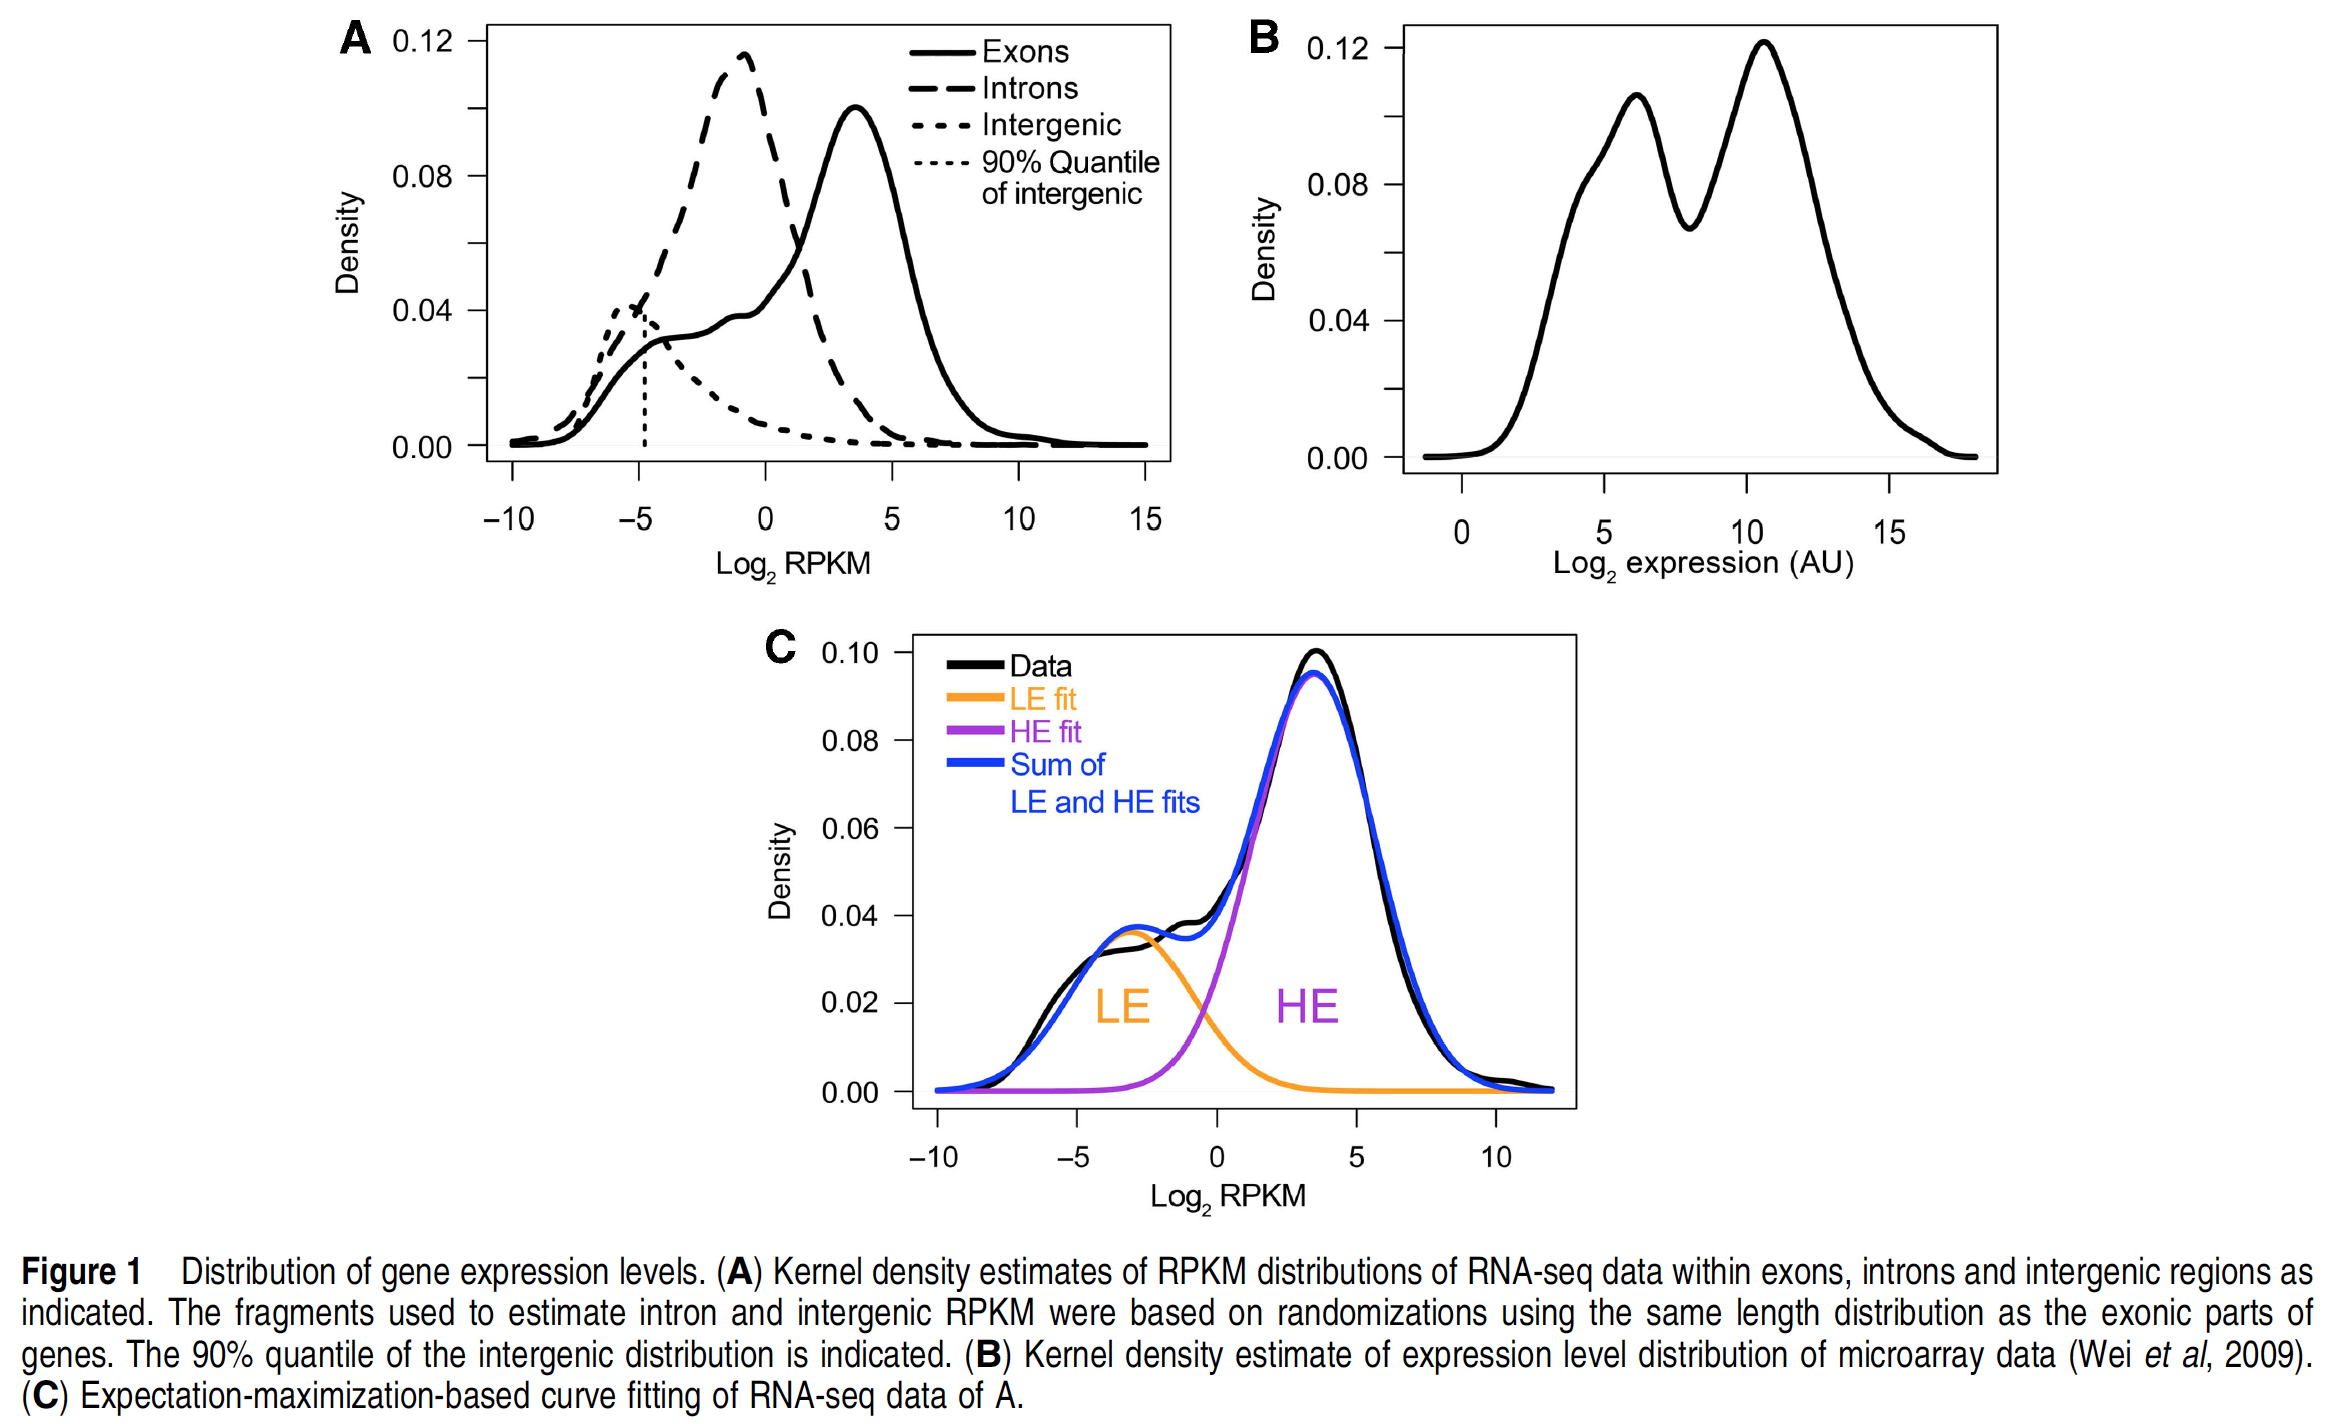 A
0.12
0.08
0.04
0.00
Density
Exons
Introns
Intergenic
90% Quantile
of intergenic
–10 –5 0 5 10 15
Log2 RPKM
B
0.12
0.08
0.04
0.00
Density
0 5 10 15
Log2 expression (AU)
C
0.10
0.08
0.06
0.04
0.02
0.00
Density
Data
LE fit
HE fit
Sum of
LE and HE fits
LE
HE
–10 –5 0 5 10
Log2 RPKM
Figure 1 Distribution of gene expression levels. (A) Kernel density estimates of RPKM distributions of RNA-seq data within exons, introns and intergenic regions as
indicated. The fragments used to estimate intron and intergenic RPKM were based on randomizations using the same length distribution as the exonic parts of
genes. The 90% quantile of the intergenic distribution is indicated. (B) Kernel density estimate of expression level distribution of microarray data (Wei et al, 2009).
(C) Expectation-maximization-based curve fitting of RNA-seq data of A.